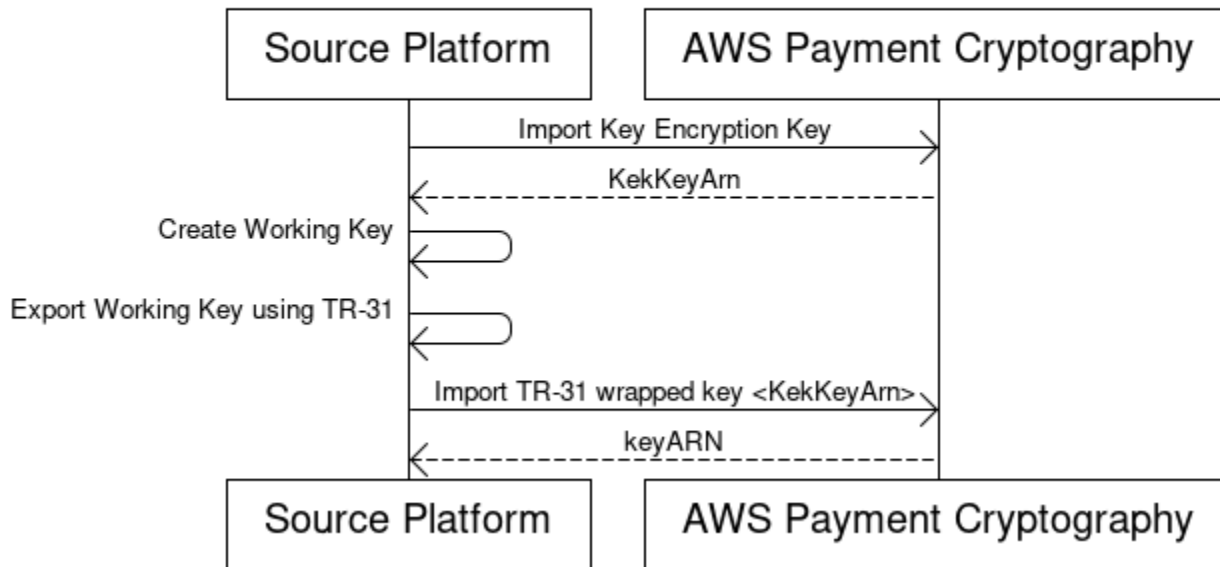 Source Platform
AWS Payment Cryptography
Import Key Encryption Key
KekKeyArn
Create Working Key
Export Working Key using TR-31
Import TR-31 wrapped key <KekKeyArn>
keyARN
Source Platform
AWS Payment Cryptography